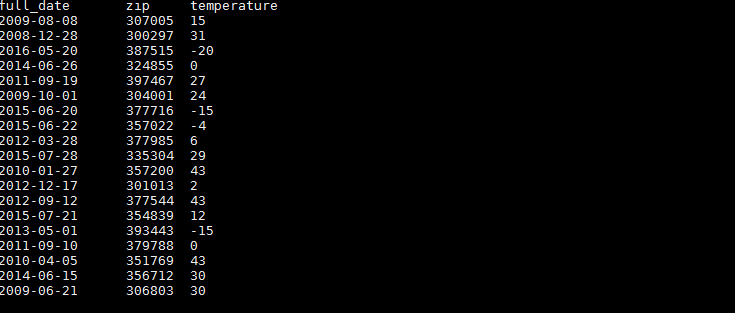 full_date zip temperature
2009-08-08 307005 15
2008-12-28 300297 31
2016-05-20 387515 -20
2014-06-26 324855 0
2011-09-19 397467 27
2009-10-01 304001 24
2015-06-20 377716 -15
2015-06-22 357022 -4
2012-03-28 377985 6
2015-07-28 335304 29
2010-01-27 357200 43
2012-12-17 301013 2
2012-09-12 377544 43
2015-07-21 354839 12
2013-05-01 393443 -15
2011-09-10 379788 0
2010-04-05 351769 43
2014-06-15 356712 30
2009-06-21 306803 30